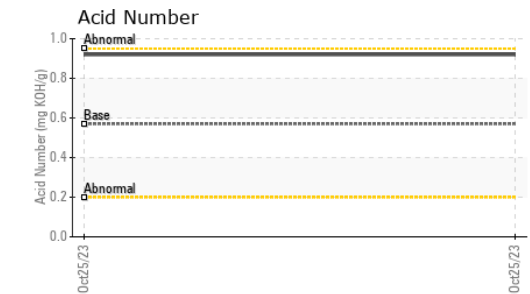 Acid Number
Acid Number (mg KOH/g)
1.0
0.8
0.6
0.4
0.2
0.0
Abnormal
Base
Abnormal
Oct25/23
Oct25/23